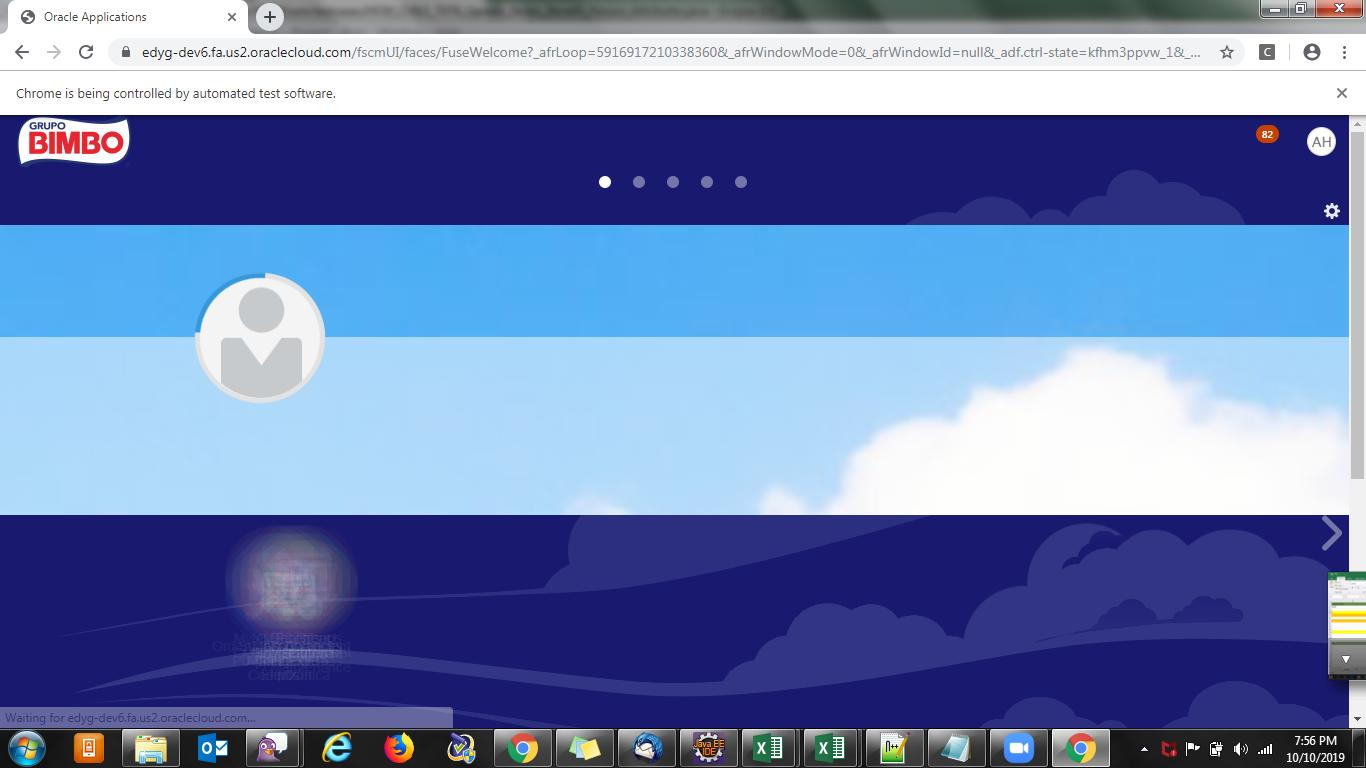 Oracle Applications
edyg-dev6.fa.us2.oraclecloud.com/fscmUI/faces/FuseWelcome?_afrLoop=5916917210338360&_afrWindowMode=0&_afrWindowId=null&_adf.ctrl-state=kfhm3ppvw_1&_...
C
Chrome is being controlled by automated test software.
GRUPO
BIMBO
82
AH
Waiting for edyg-dev6.fa.us2.oraclecloud.com...
Java EE
IDE
7:56 PM
10/10/2019